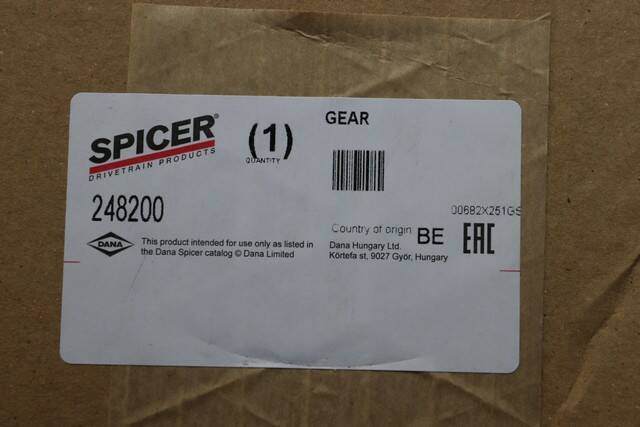 SPICER®
DRIVETRAIN PRODUCTS
(1)
QUANTITY
GEAR
248200
00682X251GS
Country of origin BE
EAC
DANA
This product intended for use only as listed in
the Dana Spicer catalog © Dana Limited
Dana Hungary Ltd.
Körtefa st, 9027 Győr, Hungary